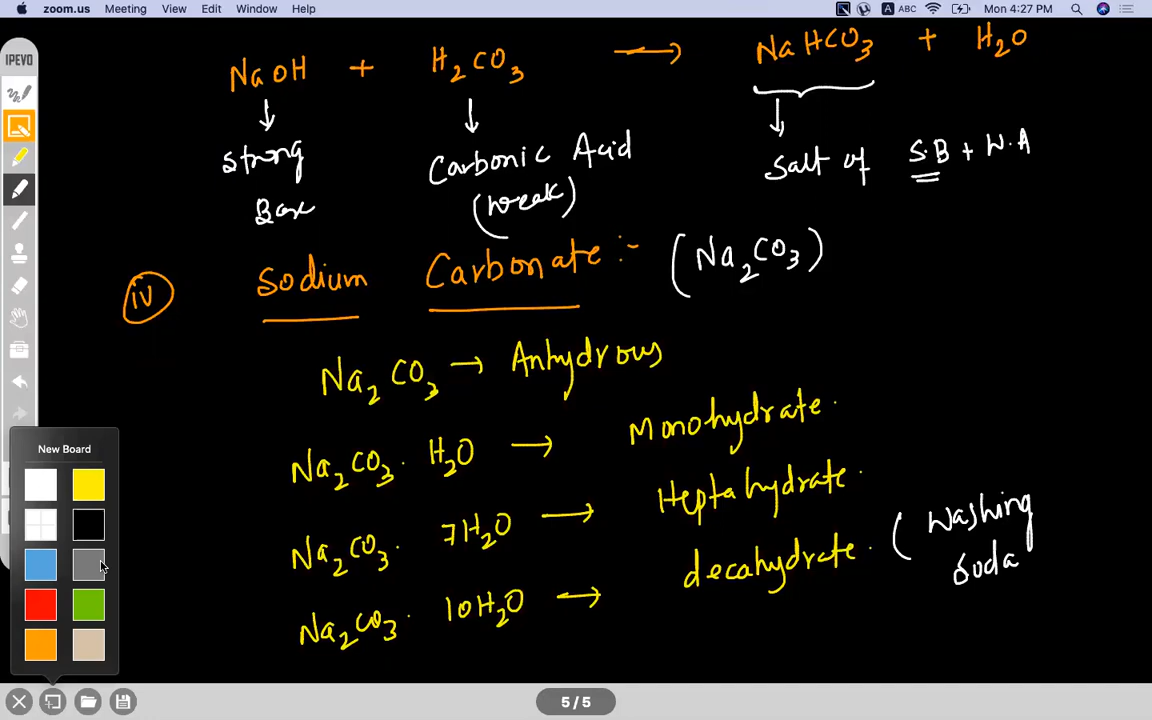 zoom.us Meeting View Edit Window Help A ABC Mon 4:27 PM
IPEVO
NaOH + H₂CO₃ → NaHCO₃ + H₂O
↓ ↓ ↓
Strong Carbonic Acid Salt of S.B + W.A
Base (Weak)
iv Sodium Carbonate :- (Na₂CO₃)
Na₂CO₃ → Anhydrous
Na₂CO₃. H₂O → Monohydrate.
Na₂CO₃. 7H₂O → Heptahydrate.
Na₂CO₃. 10H₂O → decahydrate. (Washing
Soda
New Board
5 / 5